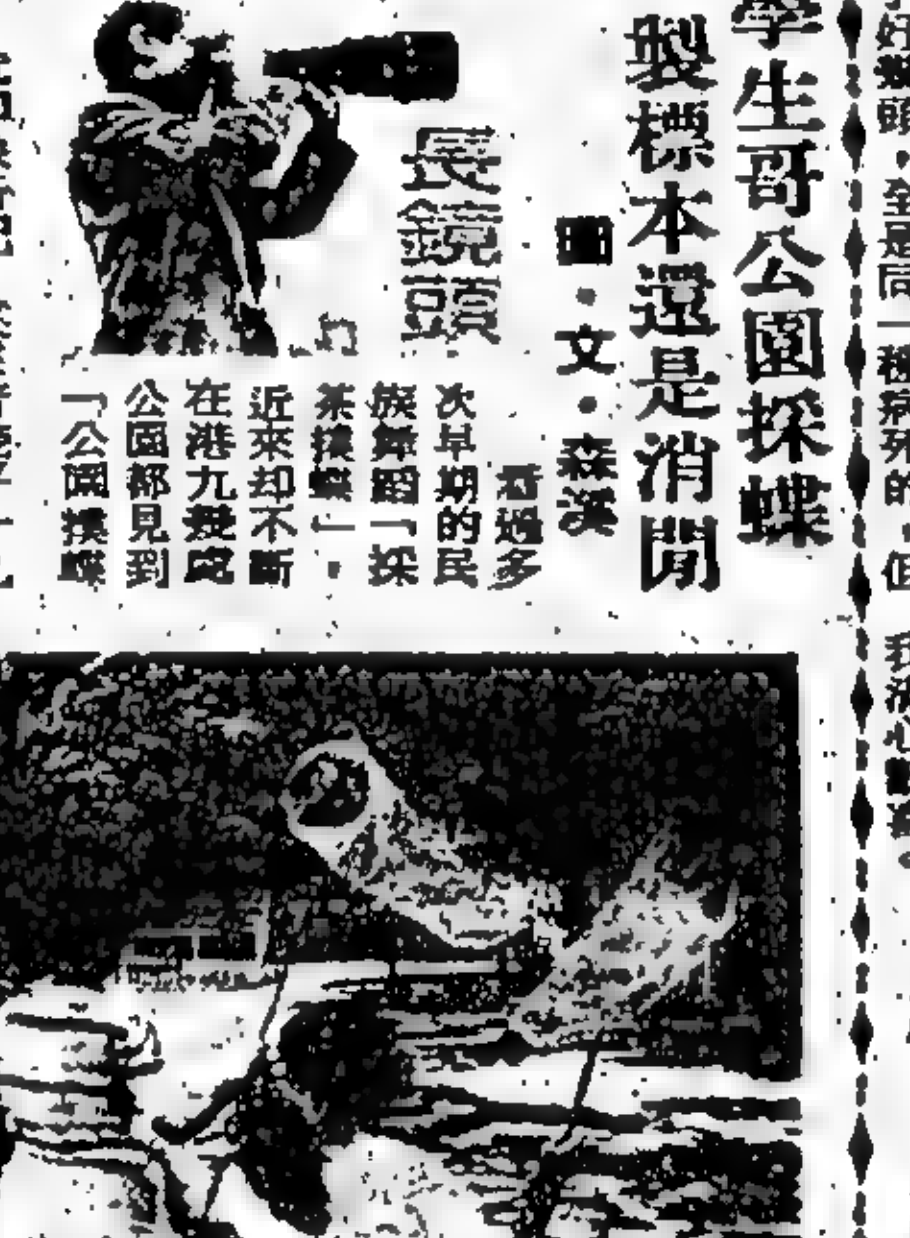 好幾頭，全是同一種病死的，但
學生哥公園採蝶
製標本還是消閒
圖·文·森溪
長鏡頭
看過多
次早期的民
族舞蹈「採
茶撲蝶」，
近來却不斷
在港九幾處
公園都見到
「公園撲蝶